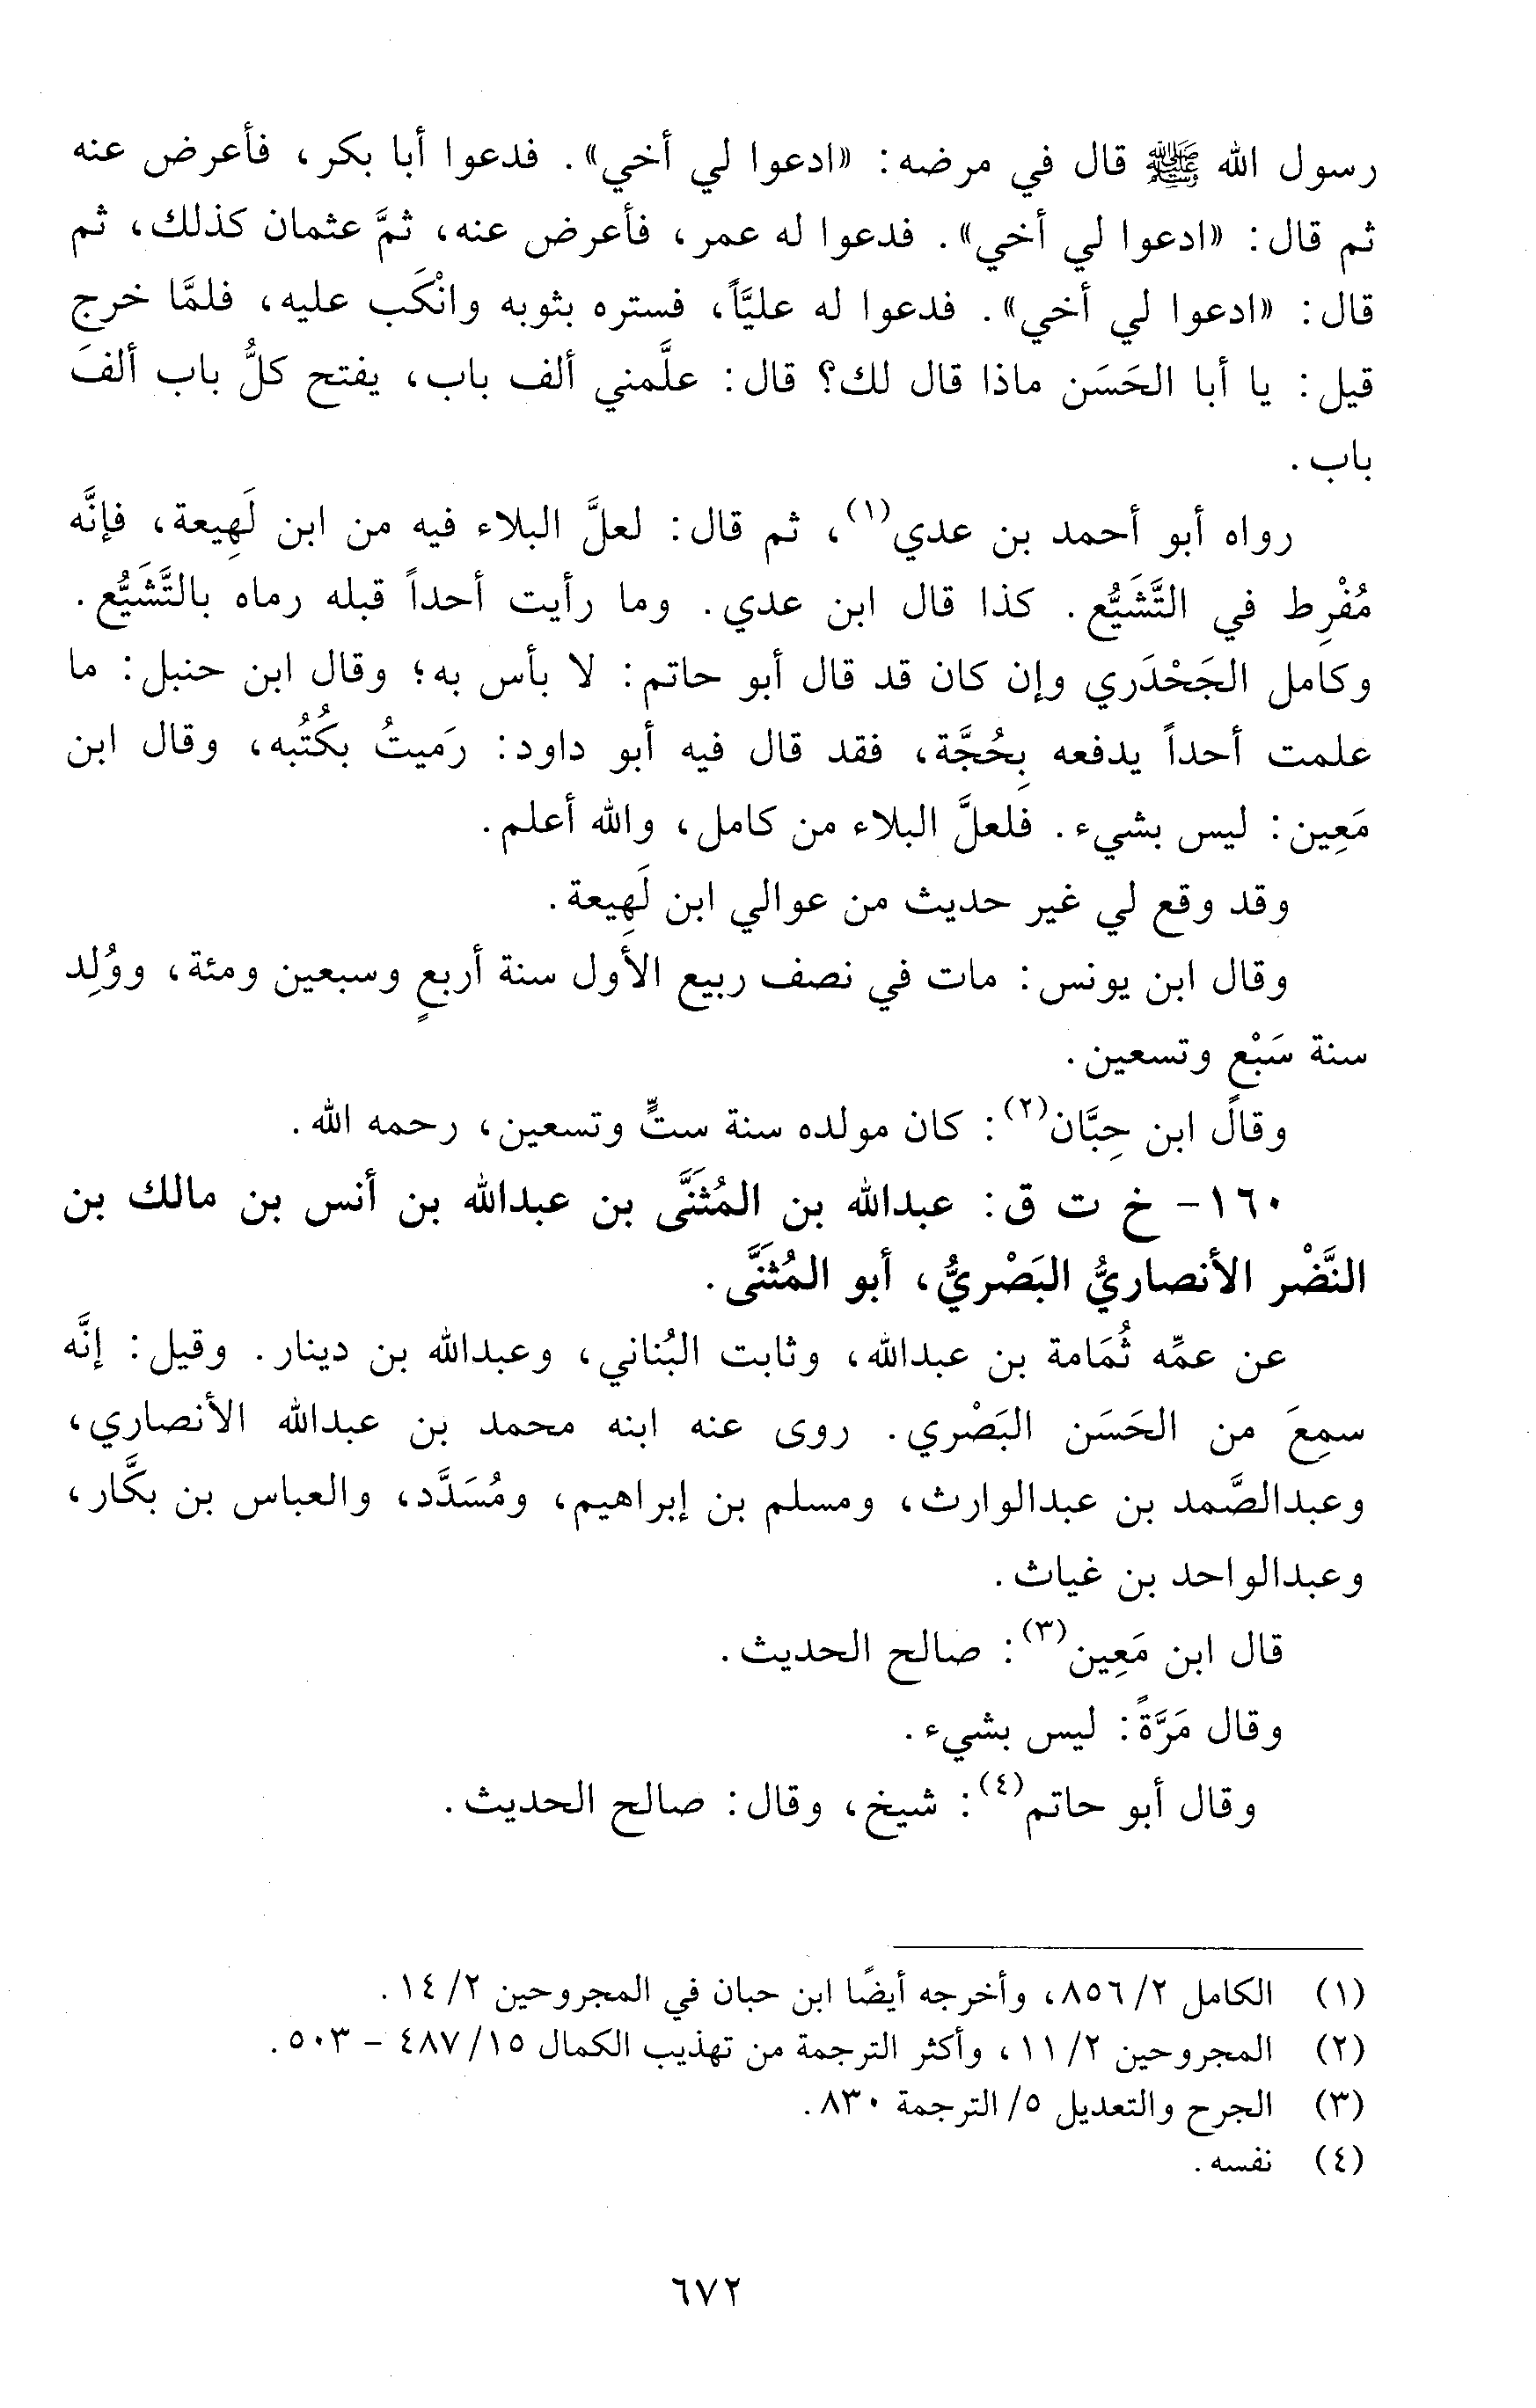 رسول الله ﷺ قال في مرضه: «ادعوا لي أخي». فدعوا أبا بكر، فأعرض عنه
ثم قال: «ادعوا لي أخي». فدعوا له عمر، فأعرض عنه، ثمَّ عثمان كذلك، ثم
قال: «ادعوا لي أخي». فدعوا له عليَّاً، فستره بثوبه وانْكَب عليه، فلمَّا خرج
قيل: يا أبا الحَسَن ماذا قال لك؟ قال: علَّمني ألف باب، يفتح كلُّ باب ألفَ
باب.
رواه أبو أحمد بن عدي(١)، ثم قال: لعلَّ البلاء فيه من ابن لَهِيعة، فإنَّه
مُفْرِط في التَّشَيُّع. كذا قال ابن عدي. وما رأيت أحداً قبله رماه بالتَّشَيُّع.
وكامل الجَحْدَري وإن كان قد قال أبو حاتم: لا بأس به؛ وقال ابن حنبل: ما
علمت أحداً يدفعه بِحُجَّة، فقد قال فيه أبو داود: رَميتُ بكُتُبه، وقال ابن
مَعِين: ليس بشيء. فلعلَّ البلاء من كامل، والله أعلم.
وقد وقع لي غير حديث من عوالي ابن لَهِيعة.
وقال ابن يونس: مات في نصف ربيع الأول سنة أربعٍ وسبعين ومئة، ووُلِد
سنة سَبْع وتسعين.
وقال ابن حِبَّان(٢): كان مولده سنة ستٍّ وتسعين، رحمه الله.
١٦٠- خ ت ق: عبدالله بن المُثَنَّى بن عبدالله بن أنس بن مالك بن
النَّضْر الأنصاريُّ البَصْريُّ، أبو المُثَنَّى.
عن عمِّه ثُمَامة بن عبدالله، وثابت البُناني، وعبدالله بن دينار. وقيل: إنَّه
سمِعَ من الحَسَن البَصْري. روى عنه ابنه محمد بن عبدالله الأنصاري،
وعبدالصَّمد بن عبدالوارث، ومسلم بن إبراهيم، ومُسَدَّد، والعباس بن بكَّار،
وعبدالواحد بن غياث.
قال ابن مَعِين(٣): صالح الحديث.
وقال مَرَّةً: ليس بشيء.
وقال أبو حاتم(٤): شيخ، وقال: صالح الحديث.
(١) الكامل ٢/ ٨٥٦، وأخرجه أيضًا ابن حبان في المجروحين ٢/ ١٤.
(٢) المجروحين ٢/ ١١، وأكثر الترجمة من تهذيب الكمال ١٥/ ٤٨٧ - ٥٠٣.
(٣) الجرح والتعديل ٥/ الترجمة ٨٣٠.
(٤) نفسه.
٦٧٢